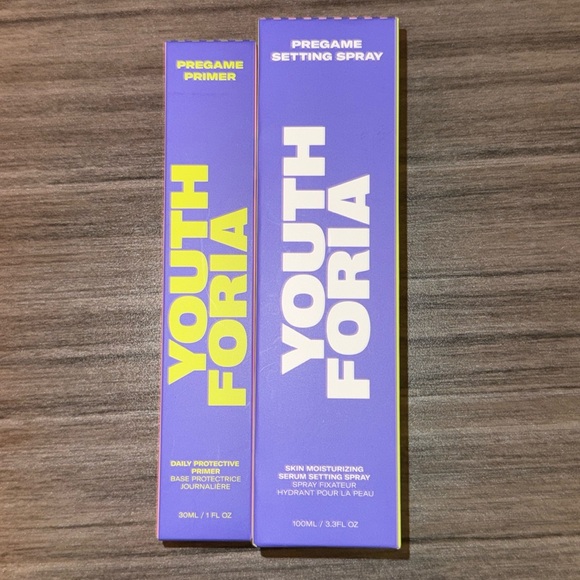 PREGAME
PRIMER
YOUTH
FORIA
DAILY PROTECTIVE
PRIMER
BASE PROTECTRICE
JOURNALIÈRE
30ML / 1 FL OZ
PREGAME
SETTING SPRAY
YOUTH
FORIA
SKIN MOISTURIZING
SERUM SETTING SPRAY
SPRAY FIXATEUR
HYDRANT POUR LA PEAU
100ML / 3.3FL OZ